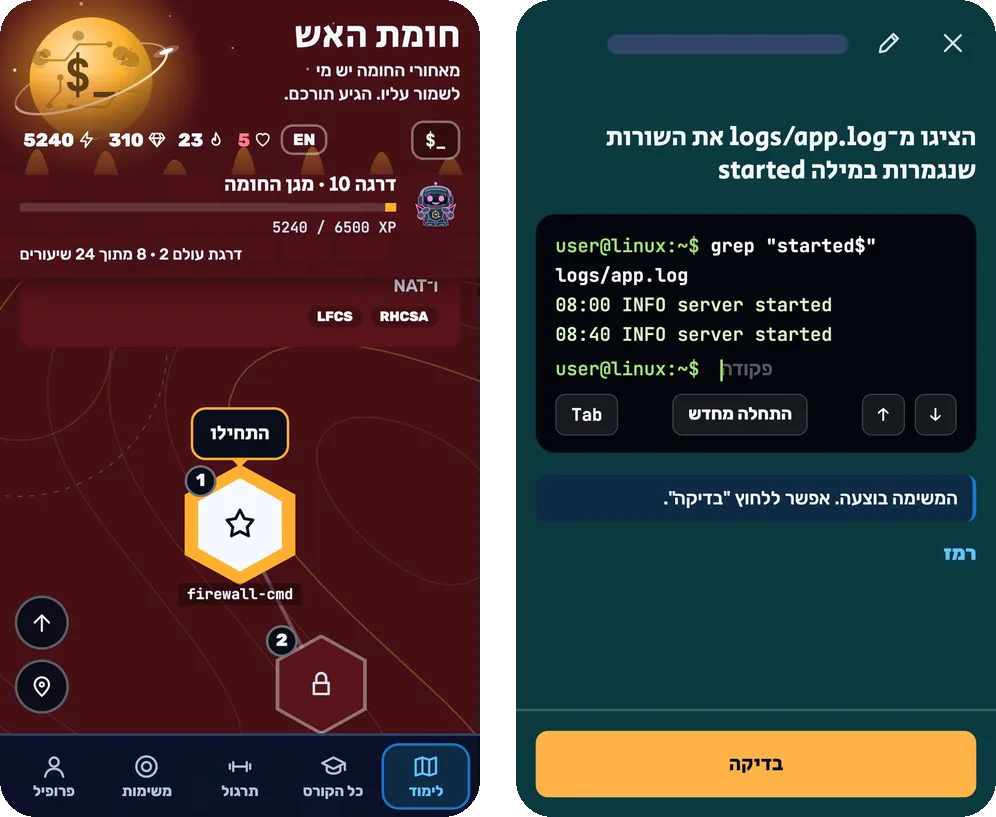 חומת האש
מאחורי החומה יש מי
לשמור עליו. הגיע תורכם.
$_
5240 310 23 5 EN $_
דרגה 10 • מגן החומה
5240 / 6500 XP
דרגת עולם 2 • 8 מתוך 24 שיעורים
ו־NAT
RHCSA LFCS
התחילו
1
firewall-cmd
2
לימוד כל הקורס תרגול משימות פרופיל
הציגו מ־logs/app.log את השורות
שנגמרות במילה started
user@linux:~$ grep "started$"
logs/app.log
08:00 INFO server started
08:40 INFO server started
user@linux:~$ פקודה
Tab התחלה מחדש ↑ ↓
המשימה בוצעה. אפשר ללחוץ "בדיקה".
רמז
בדיקה